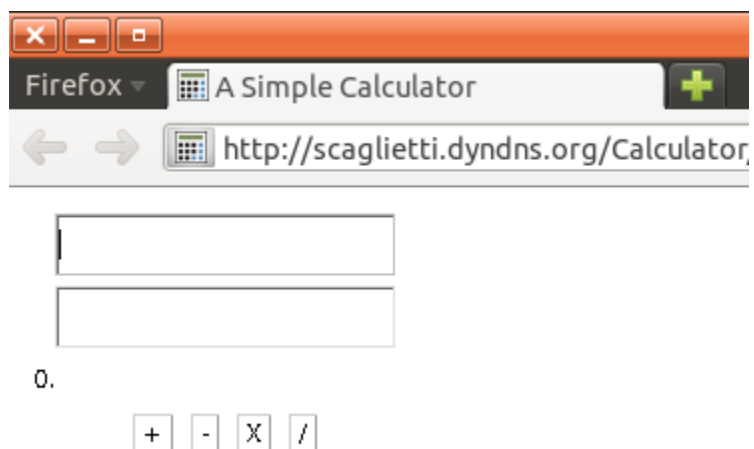 Firefox
A Simple Calculator
http://scaglietti.dyndns.org/Calculator/
0.
+ - X /